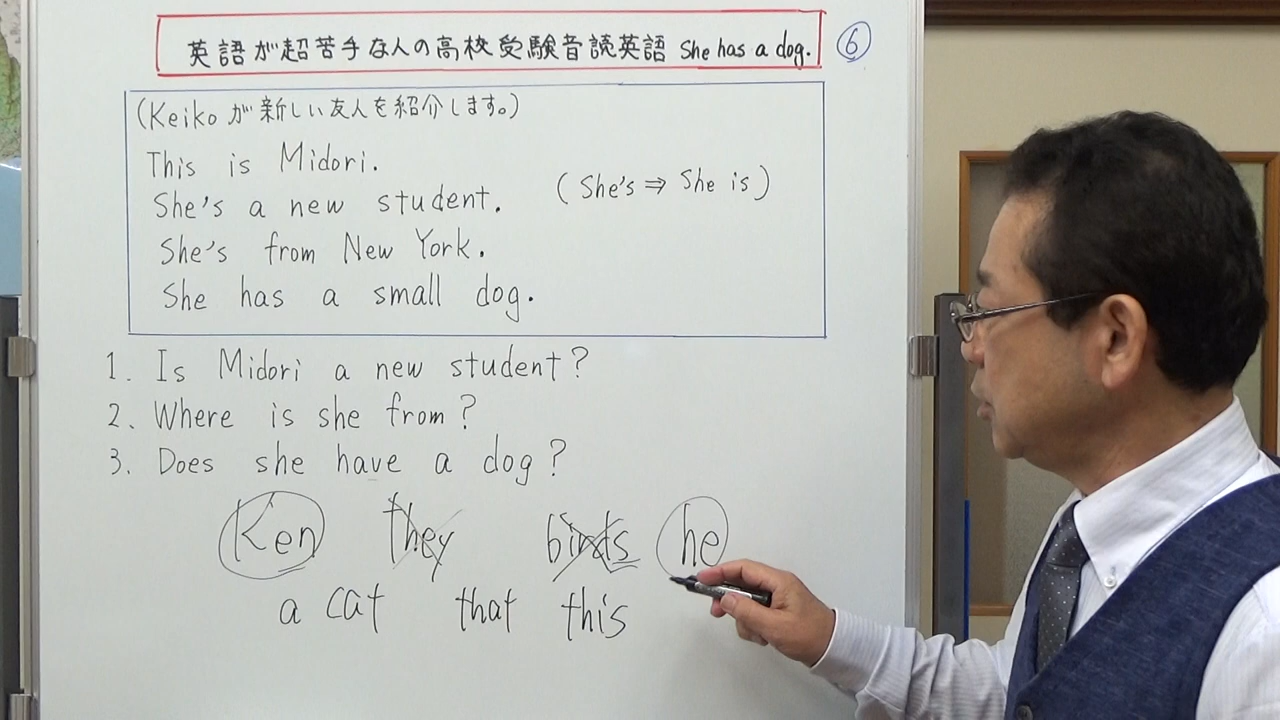 英語が超苦手な人の高校受験音読英語 She has a dog. ⑥
(Keikoが新しい友人を紹介します。)
This is Midori.
She's a new student. (She's ⇒ She is)
She's from New York.
She has a small dog.
1. Is Midori a new student?
2. Where is she from?
3. Does she have a dog?
Ken they birds he
a cat that this